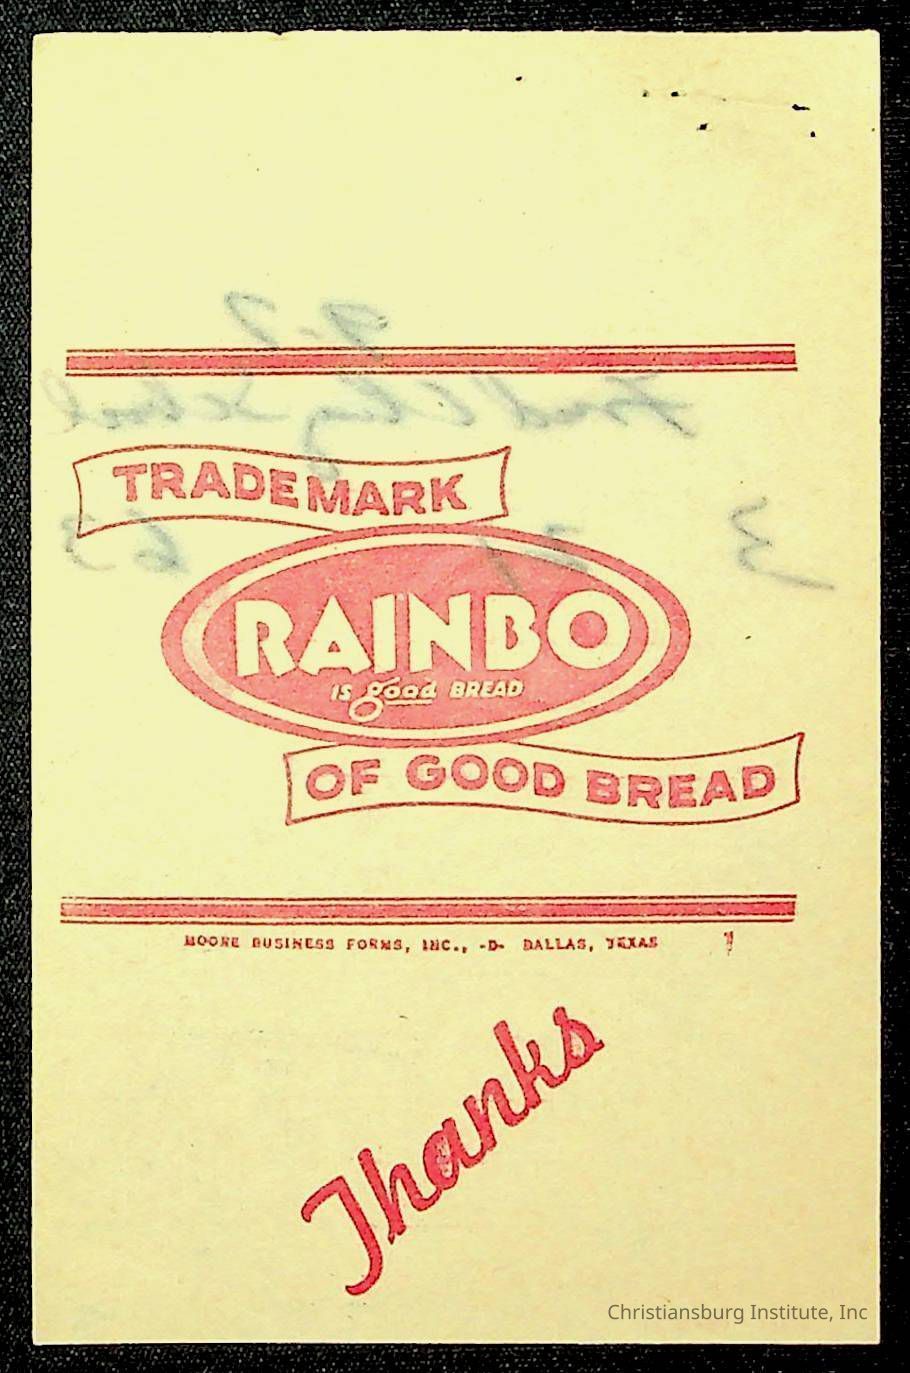 TRADEMARK
RAINBO
IS good BREAD
OF GOOD BREAD
MOORE BUSINESS FORMS, INC., -D- DALLAS, TEXAS
Thanks
Christiansburg Institute, Inc